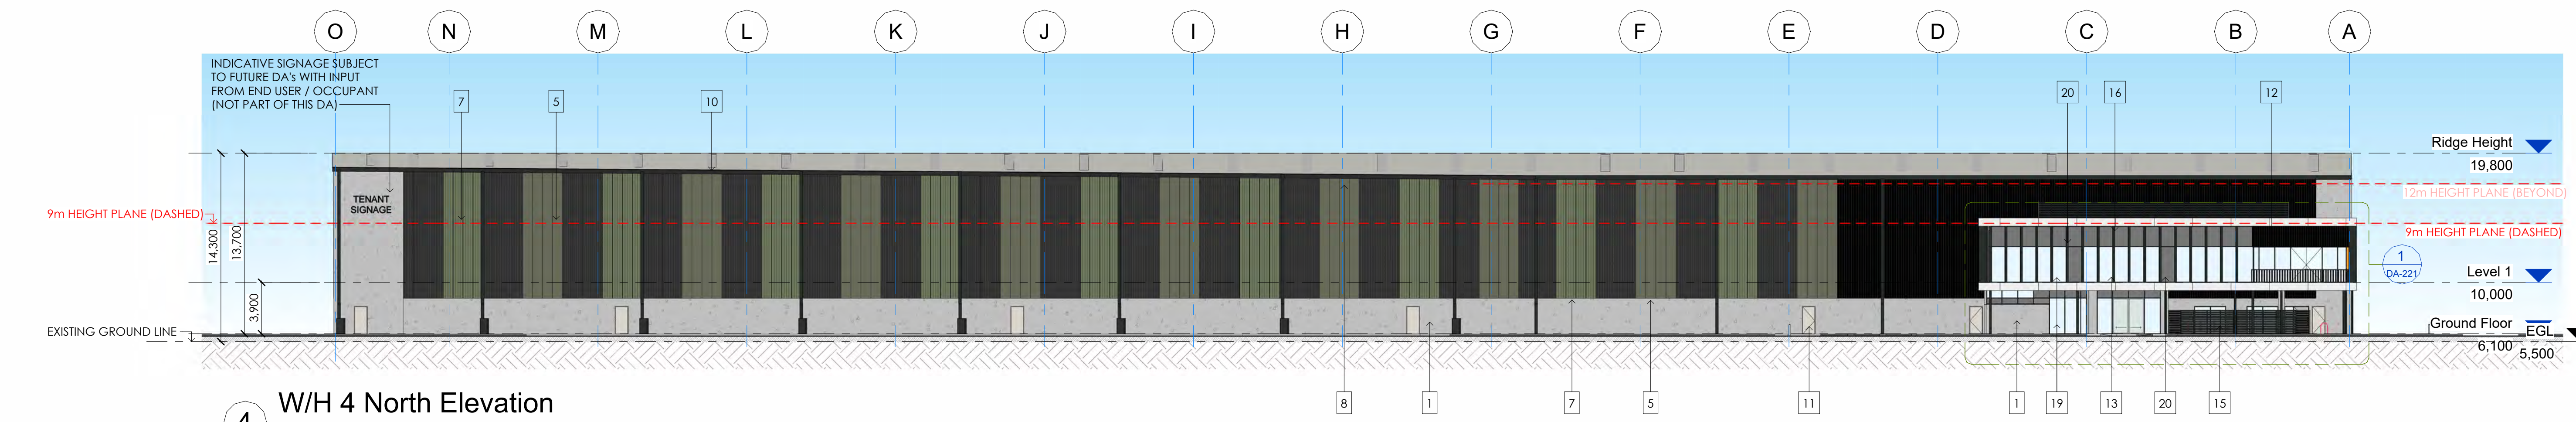 O N M L K J I H G F E D C B A
INDICATIVE SIGNAGE SUBJECT
TO FUTURE DA's WITH INPUT
FROM END USER / OCCUPANT
(NOT PART OF THIS DA)
7 5 10 20 16 12
Ridge Height
19,800
12m HEIGHT PLANE (BEYOND)
TENANT
SIGNAGE
9m HEIGHT PLANE (DASHED)
9m HEIGHT PLANE (DASHED)
14,300
13,700
3,900
1
DA-221
Level 1
10,000
EXISTING GROUND LINE
Ground Floor
6,100
EGL
5,500
8 1 7 5 11 1 19 13 20 15
4
W/H 4 North Elevation